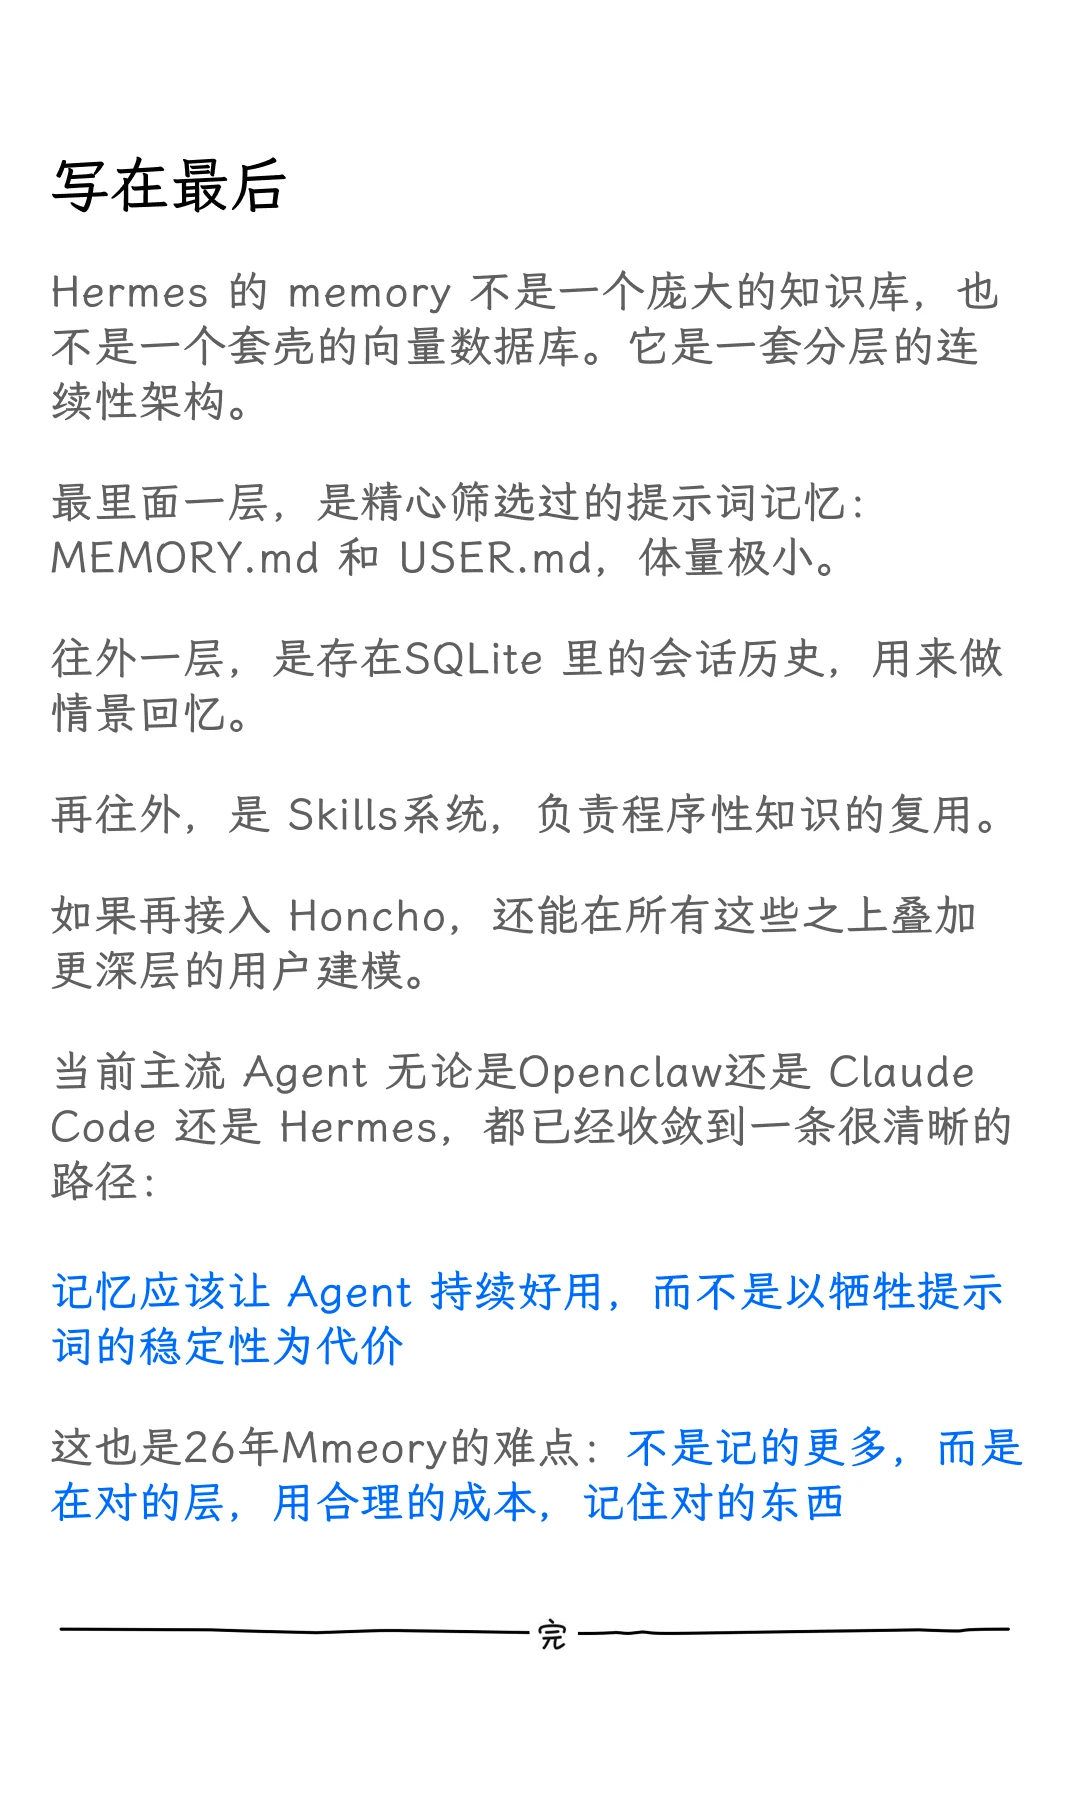 写在最后
Hermes 的 memory 不是一个庞大的知识库，也
不是一个套壳的向量数据库。它是一套分层的连
续性架构。
最里面一层，是精心筛选过的提示词记忆：
MEMORY.md 和 USER.md，体量极小。
往外一层，是存在SQLite 里的会话历史，用来做
情景回忆。
再往外，是 Skills系统，负责程序性知识的复用。
如果再接入 Honcho，还能在所有这些之上叠加
更深层的用户建模。
当前主流 Agent 无论是Openclaw还是 Claude
Code 还是 Hermes，都已经收敛到一条很清晰的
路径：
记忆应该让 Agent 持续好用，而不是以牺牲提示
词的稳定性为代价
这也是26年Mmeory的难点：不是记的更多，而是
在对的层，用合理的成本，记住对的东西
完